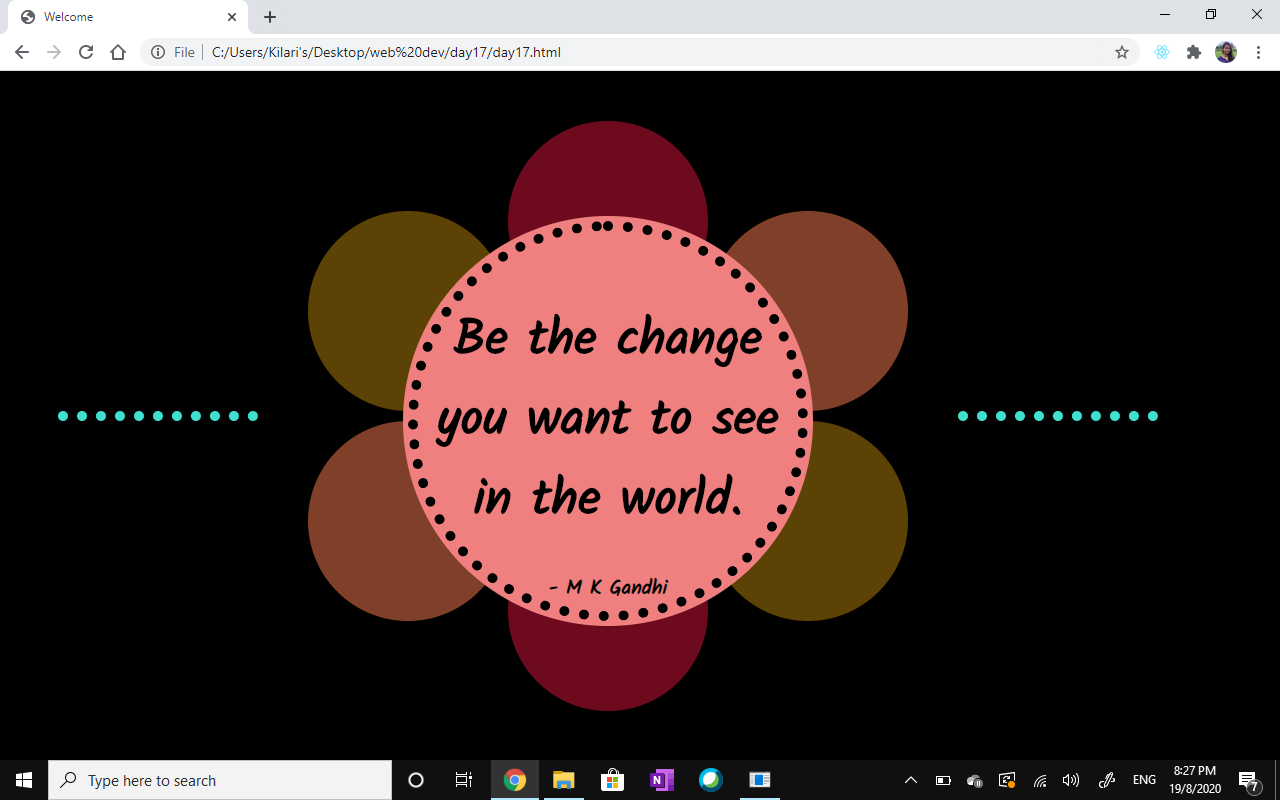 Welcome
File
C:/Users/Kilari's/Desktop/web%20dev/day17/day17.html
Be the change
you want to see
in the world.
- M K Gandhi
Type here to search
N
ENG
8:27 PM
19/8/2020
7